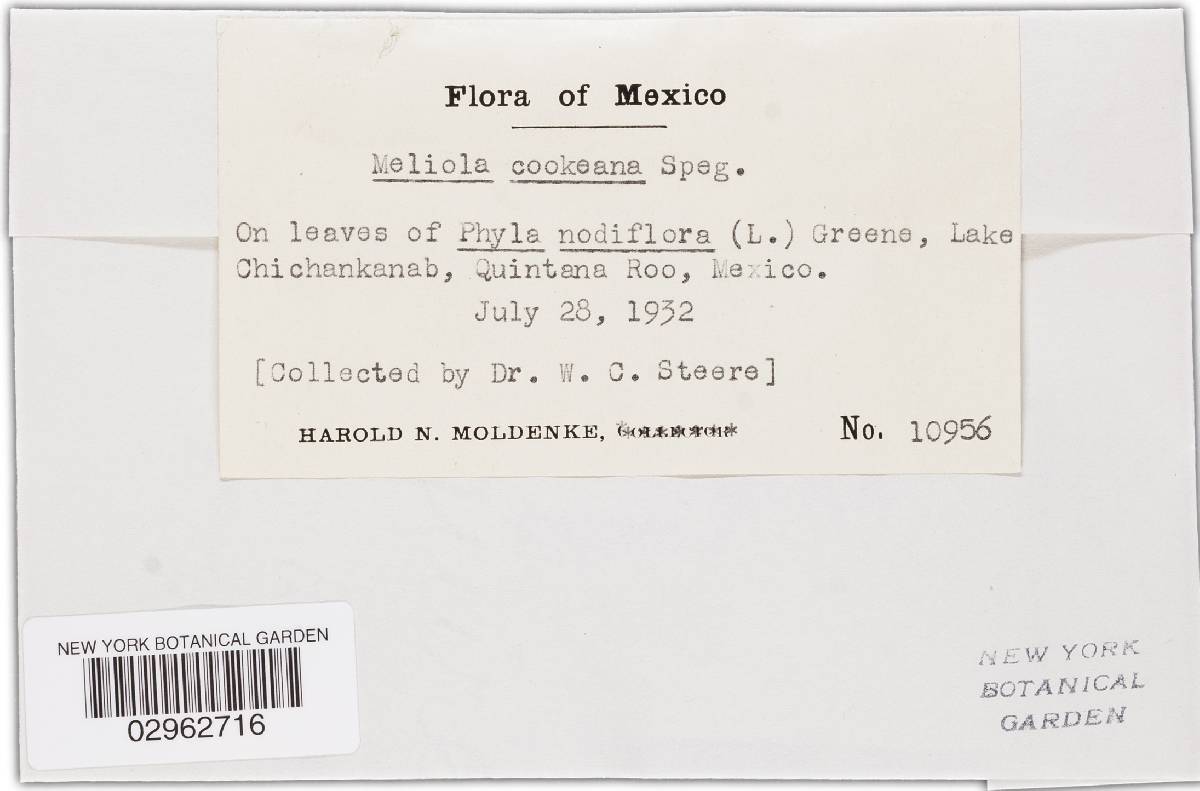 Flora of Mexico
Meliola cookeana Speg.
On leaves of Phyla nodiflora (L.) Greene, Lake
Chichankanab, Quintana Roo, Mexico.
July 28, 1932
[Collected by Dr. W. C. Steere]
HAROLD N. MOLDENKE, COLLECTOR No. 10956
NEW YORK BOTANICAL GARDEN
02962716
NEW YORK
BOTANICAL
GARDEN